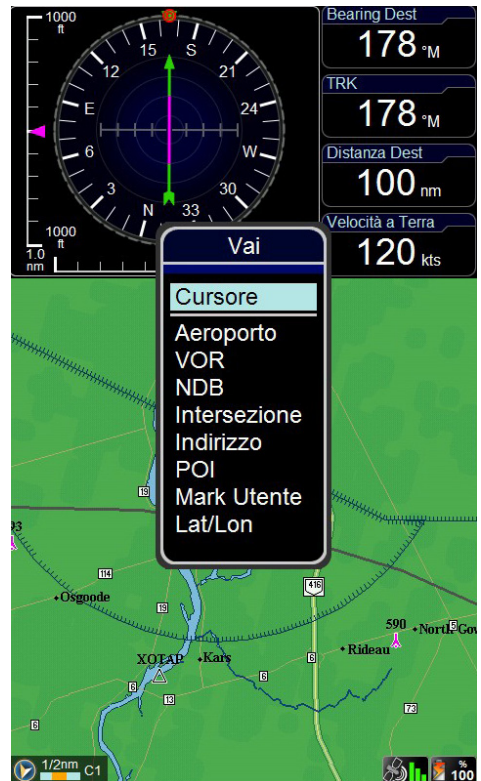 1000
ft
15 S
12 21
E 24
6 W
3 30
N 33
1000
ft
1.0
nm
Bearing Dest
178 °M
TRK
178 °M
Distanza Dest
100 nm
Velocità a Terra
120 kts
Vai
Cursore
Aeroporto
VOR
NDB
Intersezione
Indirizzo
POI
Mark Utente
Lat/Lon
19
93
114
416
Osgoode
19
590
5
North Gov
Rideau
XOTAP
Kars
6
6
6
13
73
6
1/2nm C1
%
100